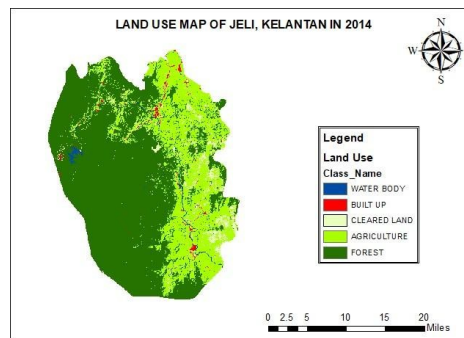 LAND USE MAP OF JELI, KELANTAN IN 2014
N
W E
S
Legend
Land Use
Class_Name
WATER BODY
BUILT UP
CLEARED LAND
AGRICULTURE
FOREST
0 2.5 5 10 15 20
Miles